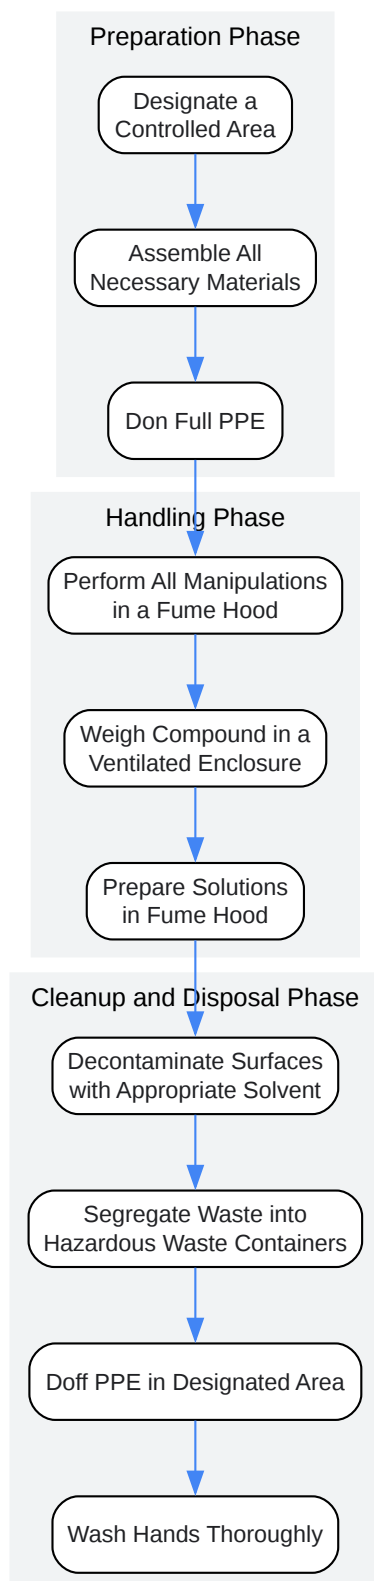 Preparation Phase
Designate a
Controlled Area
Assemble All
Necessary Materials
Don Full PPE
Handling Phase
Perform All Manipulations
in a Fume Hood
Weigh Compound in a
Ventilated Enclosure
Prepare Solutions
in Fume Hood
Cleanup and Disposal Phase
Decontaminate Surfaces
with Appropriate Solvent
Segregate Waste into
Hazardous Waste Containers
Doff PPE in Designated Area
Wash Hands Thoroughly